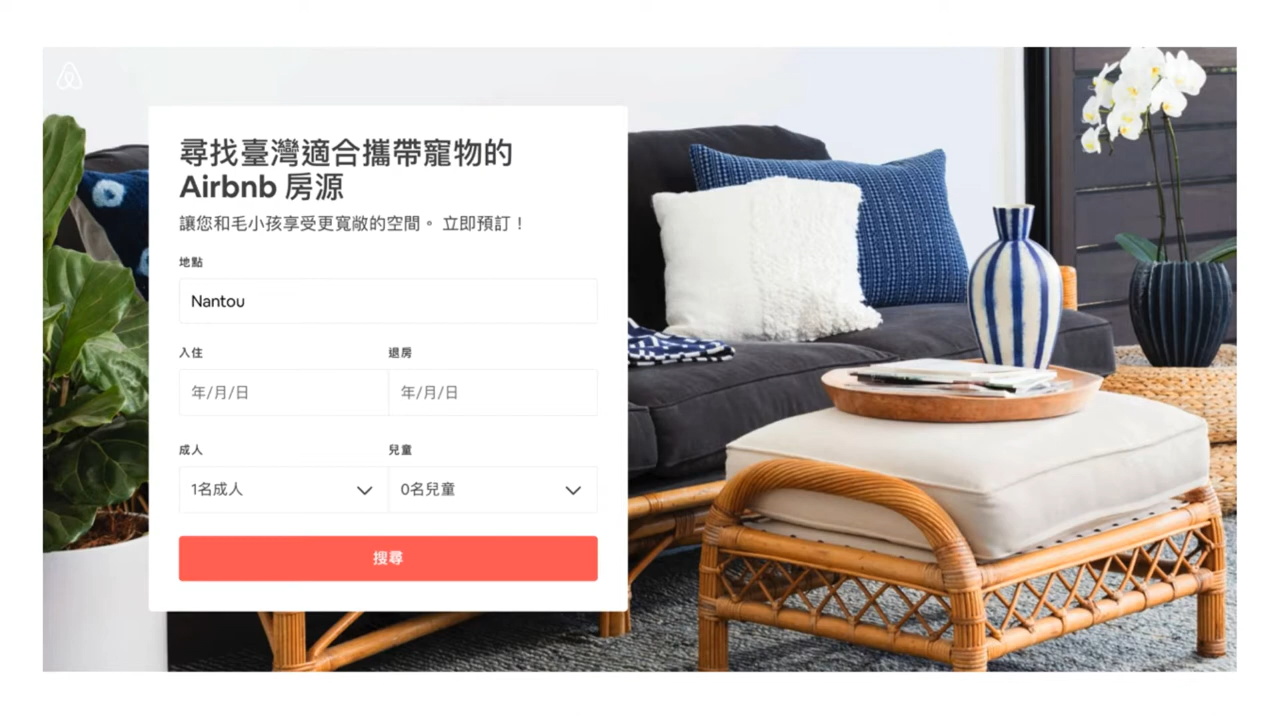 尋找臺灣適合攜帶寵物的
Airbnb 房源
讓您和毛小孩享受更寬敞的空間。 立即預訂！
地點
Nantou
入住
退房
年/月/日
年/月/日
成人
兒童
1名成人
0名兒童
搜尋